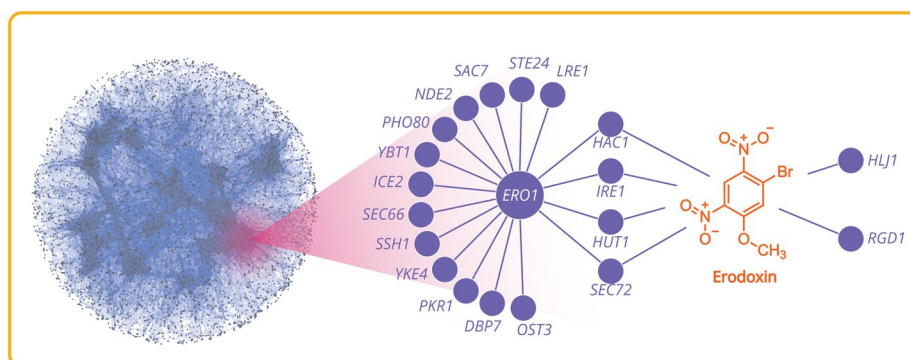 STE24
SAC7
LRE1
NDE2
PHO80
HAC1
YBT1
HLJ1
ICE2
ERO1
IRE1
SEC66
SSH1
HUT1
RGD1
YKE4
SEC72
PKR1
DBP7
OST3
O
N+
O−
Br
O
N+
O−
O
CH3
Erodoxin